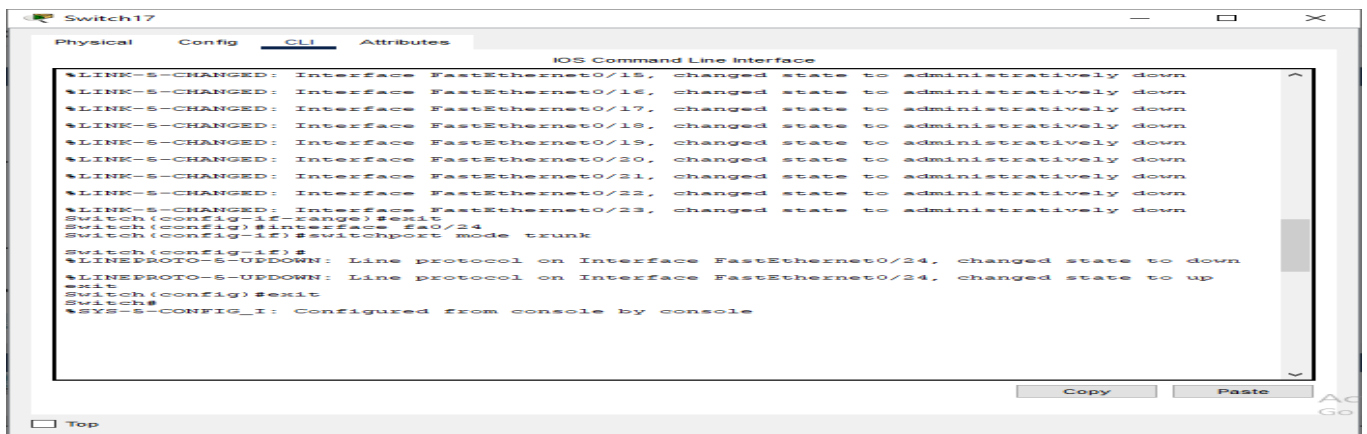 Switch17
Physical Config CLI Attributes
IOS Command Line Interface
%LINK-5-CHANGED: Interface FastEthernet0/15, changed state to administratively down
%LINK-5-CHANGED: Interface FastEthernet0/16, changed state to administratively down
%LINK-5-CHANGED: Interface FastEthernet0/17, changed state to administratively down
%LINK-5-CHANGED: Interface FastEthernet0/18, changed state to administratively down
%LINK-5-CHANGED: Interface FastEthernet0/19, changed state to administratively down
%LINK-5-CHANGED: Interface FastEthernet0/20, changed state to administratively down
%LINK-5-CHANGED: Interface FastEthernet0/21, changed state to administratively down
%LINK-5-CHANGED: Interface FastEthernet0/22, changed state to administratively down
%LINK-5-CHANGED: Interface FastEthernet0/23, changed state to administratively down
Switch(config-if-range)#exit
Switch(config)#interface fa0/24
Switch(config-if)#switchport mode trunk
Switch(config-if)#
%LINEPROTO-5-UPDOWN: Line protocol on Interface FastEthernet0/24, changed state to down
%LINEPROTO-5-UPDOWN: Line protocol on Interface FastEthernet0/24, changed state to up
exit
Switch(config)#exit
Switch#
%SYS-5-CONFIG_I: Configured from console by console
Copy Paste
Ac
Go
Top